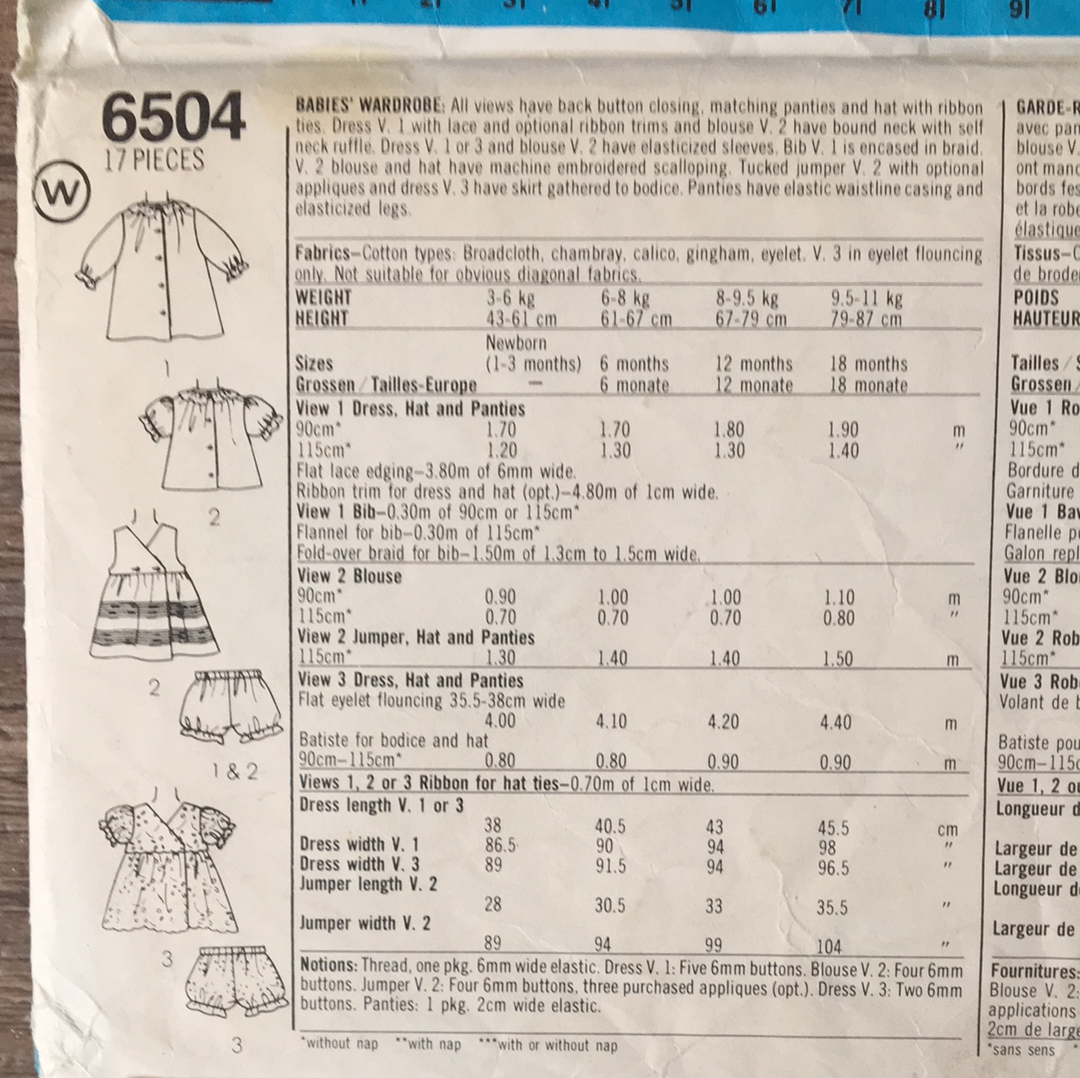 6504
17 PIECES
W
1
2
2
1 & 2
3
3
BABIES' WARDROBE: All views have back button closing, matching panties and hat with ribbon
ties. Dress V. 1 with lace and optional ribbon trims and blouse V. 2 have bound neck with self
neck ruffle. Dress V. 1 or 3 and blouse V. 2 have elasticized sleeves. Bib V. 1 is encased in braid.
V. 2 blouse and hat have machine embroidered scalloping. Tucked jumper V. 2 with optional
appliques and dress V. 3 have skirt gathered to bodice. Panties have elastic waistline casing and
elasticized legs.
Fabrics—Cotton types: Broadcloth, chambray, calico, gingham, eyelet. V. 3 in eyelet flouncing
only. Not suitable for obvious diagonal fabrics.
WEIGHT 3-6 kg 6-8 kg 8-9.5 kg 9.5-11 kg
HEIGHT 43-61 cm 61-67 cm 67-79 cm 79-87 cm
Newborn
Sizes (1-3 months) 6 months 12 months 18 months
Grossen/Tailles-Europe — 6 monate 12 monate 18 monate
View 1 Dress, Hat and Panties
90cm* 1.70 1.70 1.80 1.90 m
115cm* 1.20 1.30 1.30 1.40 "
Flat lace edging—3.80m of 6mm wide.
Ribbon trim for dress and hat (opt.)—4.80m of 1cm wide.
View 1 Bib—0.30m of 90cm or 115cm*
Flannel for bib—0.30m of 115cm*
Fold-over braid for bib—1.50m of 1.3cm to 1.5cm wide.
View 2 Blouse
90cm* 0.90 1.00 1.00 1.10 m
115cm* 0.70 0.70 0.70 0.80 "
View 2 Jumper, Hat and Panties
115cm* 1.30 1.40 1.40 1.50 m
View 3 Dress, Hat and Panties
Flat eyelet flouncing 35.5-38cm wide
4.00 4.10 4.20 4.40 m
Batiste for bodice and hat
90cm—115cm* 0.80 0.80 0.90 0.90 m
Views 1, 2 or 3 Ribbon for hat ties—0.70m of 1cm wide.
Dress length V. 1 or 3
38 40.5 43 45.5 cm
Dress width V. 1 86.5 90 94 98 "
Dress width V. 3 89 91.5 94 96.5 "
Jumper length V. 2
28 30.5 33 35.5 "
Jumper width V. 2
89 94 99 104 "
Notions: Thread, one pkg. 6mm wide elastic. Dress V. 1: Five 6mm buttons. Blouse V. 2: Four 6mm
buttons. Jumper V. 2: Four 6mm buttons, three purchased appliques (opt.). Dress V. 3: Two 6mm
buttons. Panties: 1 pkg. 2cm wide elastic.
*without nap **with nap ***with or without nap
GARDE-R
avec pan
blouse V.
ont manc
bords fes
et la robe
élastique
Tissus—C
de broder
POIDS
HAUTEUR
Tailles/S
Grossen/
Vue 1 Ro
90cm*
115cm*
Bordure d
Garniture
Vue 1 Bav
Flanelle p
Galon repl
Vue 2 Blo
90cm*
115cm*
Vue 2 Rob
115cm*
Vue 3 Rob
Volant de b
Batiste pou
90cm—115c
Vue 1, 2 ou
Longueur d
Largeur de
Largeur de
Longueur d
Largeur de
Fournitures:
Blouse V. 2:
applications
2cm de large
*sans sens *